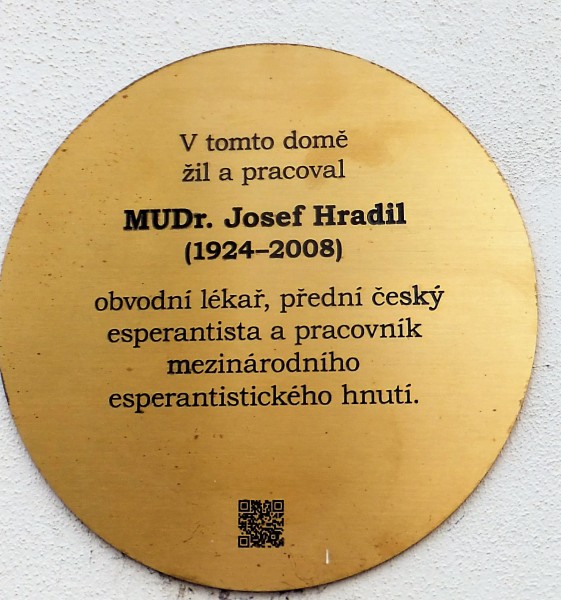 V tomto domě
žil a pracoval
MUDr. Josef Hradil
(1924–2008)
obvodní lékař, přední český
esperantista a pracovník
mezinárodního
esperantistického hnutí.